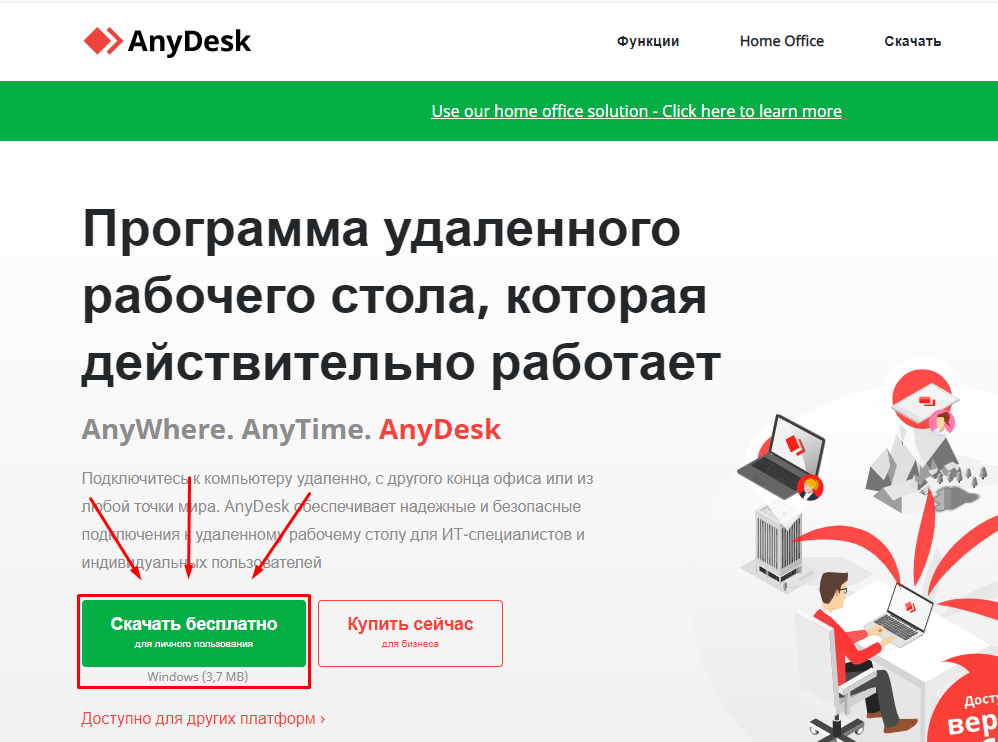 AnyDesk
Функции
Home Office
Скачать
Use our home office solution - Click here to learn more
Программа удаленного
рабочего стола, которая
действительно работает
AnyWhere. AnyTime. AnyDesk
Подключитесь к компьютеру удаленно, с другого конца офиса или из
любой точки мира. AnyDesk обеспечивает надежные и безопасные
подключения к удаленному рабочему столу для ИТ-специалистов и
индивидуальных пользователей
Скачать бесплатно
для личного пользования
Windows (3,7 MB)
Купить сейчас
для бизнеса
Доступно для других платформ ›